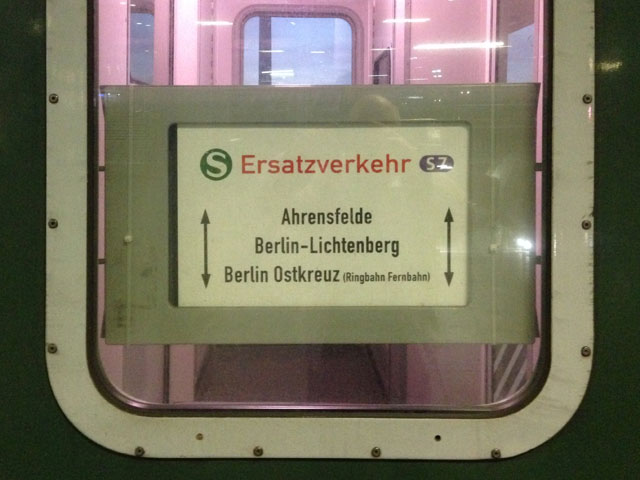 S Ersatzverkehr S7
Ahrensfelde
Berlin-Lichtenberg
Berlin Ostkreuz (Ringbahn Fernbahn)